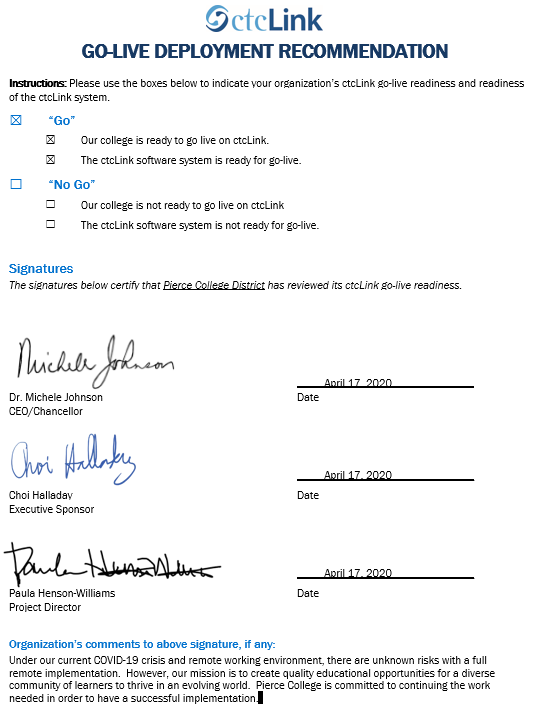 ctcLink
GO-LIVE DEPLOYMENT RECOMMENDATION
Instructions: Please use the boxes below to indicate your organization's ctcLink go-live readiness and readiness
of the ctcLink system.
☒ “Go”
☒ Our college is ready to go live on ctcLink.
☒ The ctcLink software system is ready for go-live.
☐ “No Go”
☐ Our college is not ready to go live on ctcLink
☐ The ctcLink software system is not ready for go-live.
Signatures
The signatures below certify that Pierce College District has reviewed its ctcLink go-live readiness.
Michele Johnson
April 17, 2020
Dr. Michele Johnson Date
CEO/Chancellor
Choi Halladay
April 17, 2020
Choi Halladay Date
Executive Sponsor
Paula Henson-Williams
April 17, 2020
Paula Henson-Williams Date
Project Director
Organization's comments to above signature, if any:
Under our current COVID-19 crisis and remote working environment, there are unknown risks with a full
remote implementation.  However, our mission is to create quality educational opportunities for a diverse
community of learners to thrive in an evolving world.  Pierce College is committed to continuing the work
needed in order to have a successful implementation.